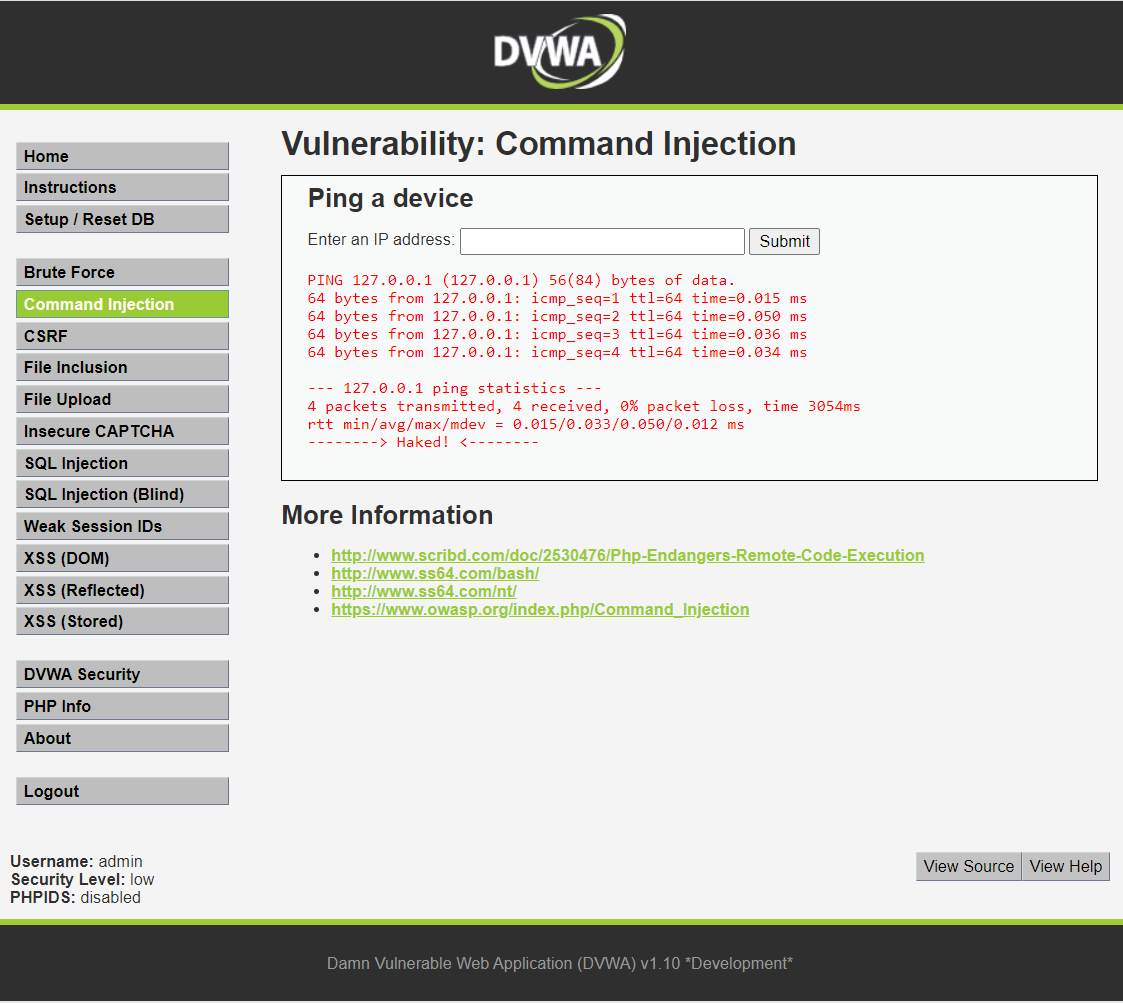 DVWA
Vulnerability: Command Injection
Home
Instructions
Setup / Reset DB
Brute Force
Command Injection
CSRF
File Inclusion
File Upload
Insecure CAPTCHA
SQL Injection
SQL Injection (Blind)
Weak Session IDs
XSS (DOM)
XSS (Reflected)
XSS (Stored)
DVWA Security
PHP Info
About
Logout
Ping a device
Enter an IP address: Submit
PING 127.0.0.1 (127.0.0.1) 56(84) bytes of data.
64 bytes from 127.0.0.1: icmp_seq=1 ttl=64 time=0.015 ms
64 bytes from 127.0.0.1: icmp_seq=2 ttl=64 time=0.050 ms
64 bytes from 127.0.0.1: icmp_seq=3 ttl=64 time=0.036 ms
64 bytes from 127.0.0.1: icmp_seq=4 ttl=64 time=0.034 ms
--- 127.0.0.1 ping statistics ---
4 packets transmitted, 4 received, 0% packet loss, time 3054ms
rtt min/avg/max/mdev = 0.015/0.033/0.050/0.012 ms
--------> Haked! <--------
More Information
• http://www.scribd.com/doc/2530476/Php-Endangers-Remote-Code-Execution
• http://www.ss64.com/bash/
• http://www.ss64.com/nt/
• https://www.owasp.org/index.php/Command_Injection
Username: admin
Security Level: low
PHPIDS: disabled
View Source View Help
Damn Vulnerable Web Application (DVWA) v1.10 *Development*